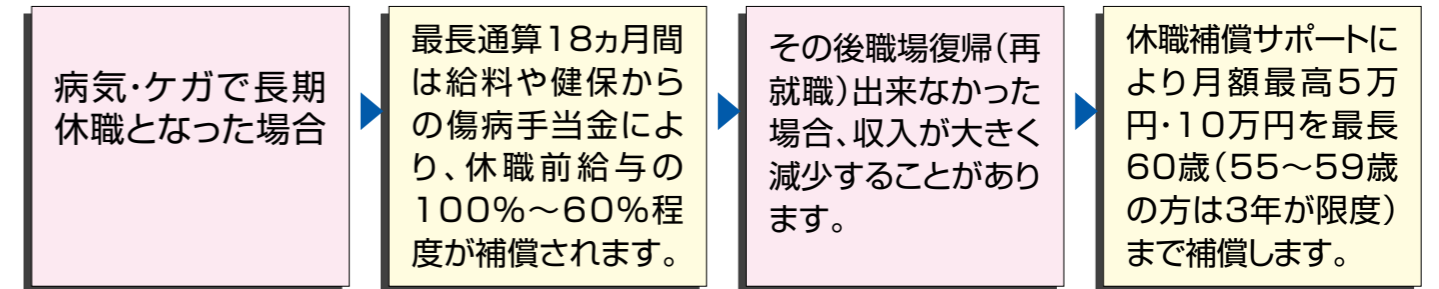 病気・ケガで長期
休職となった場合
最長通算18ヵ月間
は給料や健保から
の傷病手当金によ
り、休職前給与の
100%〜60%程
度が補償されます。
その後職場復帰(再
就職)出来なかった
場合、収入が大きく
減少することがあり
ます。
休職補償サポートに
より月額最高5万
円・10万円を最長
60歳(55〜59歳
の方は3年が限度)
まで補償します。